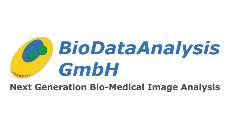 BioDataAnalysis
GmbH
Next Generation Bio-Medical Image Analysis